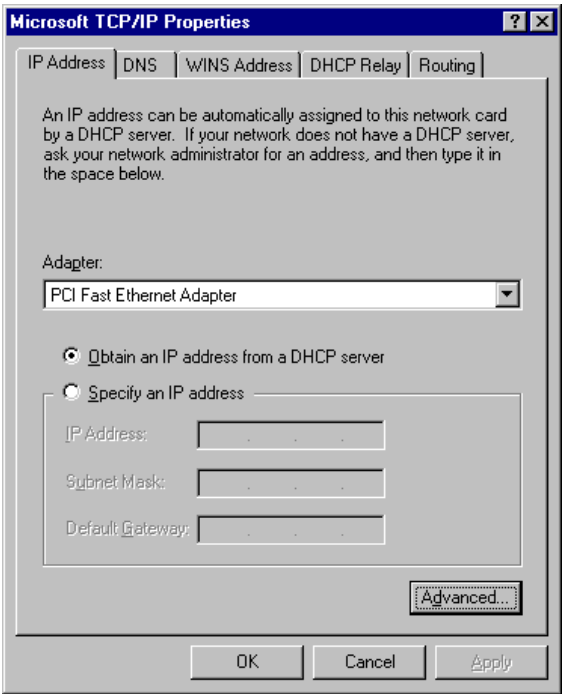 Microsoft TCP/IP Properties
IP Address DNS WINS Address DHCP Relay Routing
An IP address can be automatically assigned to this network card
by a DHCP server. If your network does not have a DHCP server,
ask your network administrator for an address, and then type it in
the space below.
Adapter:
PCI Fast Ethernet Adapter
Obtain an IP address from a DHCP server
Specify an IP address
IP Address:
Subnet Mask:
Default Gateway:
Advanced...
OK Cancel Apply